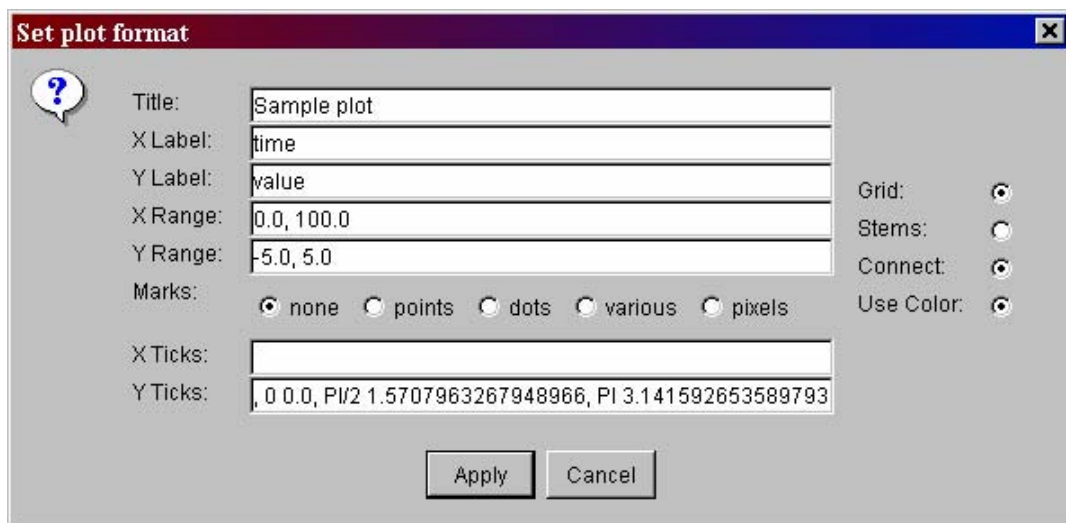 Set plot format
?
Title: Sample plot
X Label: time
Y Label: value
X Range: 0.0, 100.0
Y Range: -5.0, 5.0
Marks: none points dots various pixels
Grid:
Stems:
Connect:
Use Color:
X Ticks:
Y Ticks: , 0 0.0, PI/2 1.5707963267948966, PI 3.141592653589793
Apply Cancel